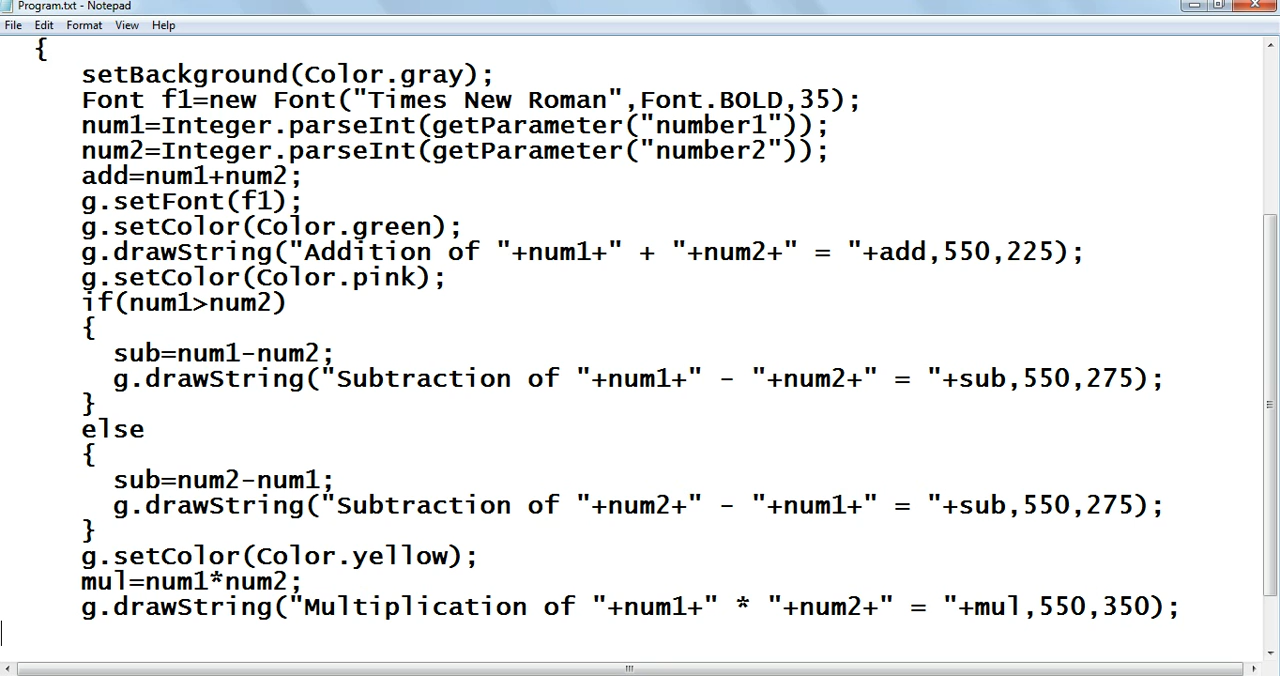 Program.txt - Notepad
File Edit Format View Help
{
setBackground(Color.gray);
Font f1=new Font("Times New Roman",Font.BOLD,35);
num1=Integer.parseInt(getParameter("number1"));
num2=Integer.parseInt(getParameter("number2"));
add=num1+num2;
g.setFont(f1);
g.setColor(Color.green);
g.drawString("Addition of "+num1+" + "+num2+" = "+add,550,225);
g.setColor(Color.pink);
if(num1>num2)
{
sub=num1-num2;
g.drawString("Subtraction of "+num1+" - "+num2+" = "+sub,550,275);
}
else
{
sub=num2-num1;
g.drawString("Subtraction of "+num2+" - "+num1+" = "+sub,550,275);
}
g.setColor(Color.yellow);
mul=num1*num2;
g.drawString("Multiplication of "+num1+" * "+num2+" = "+mul,550,350);